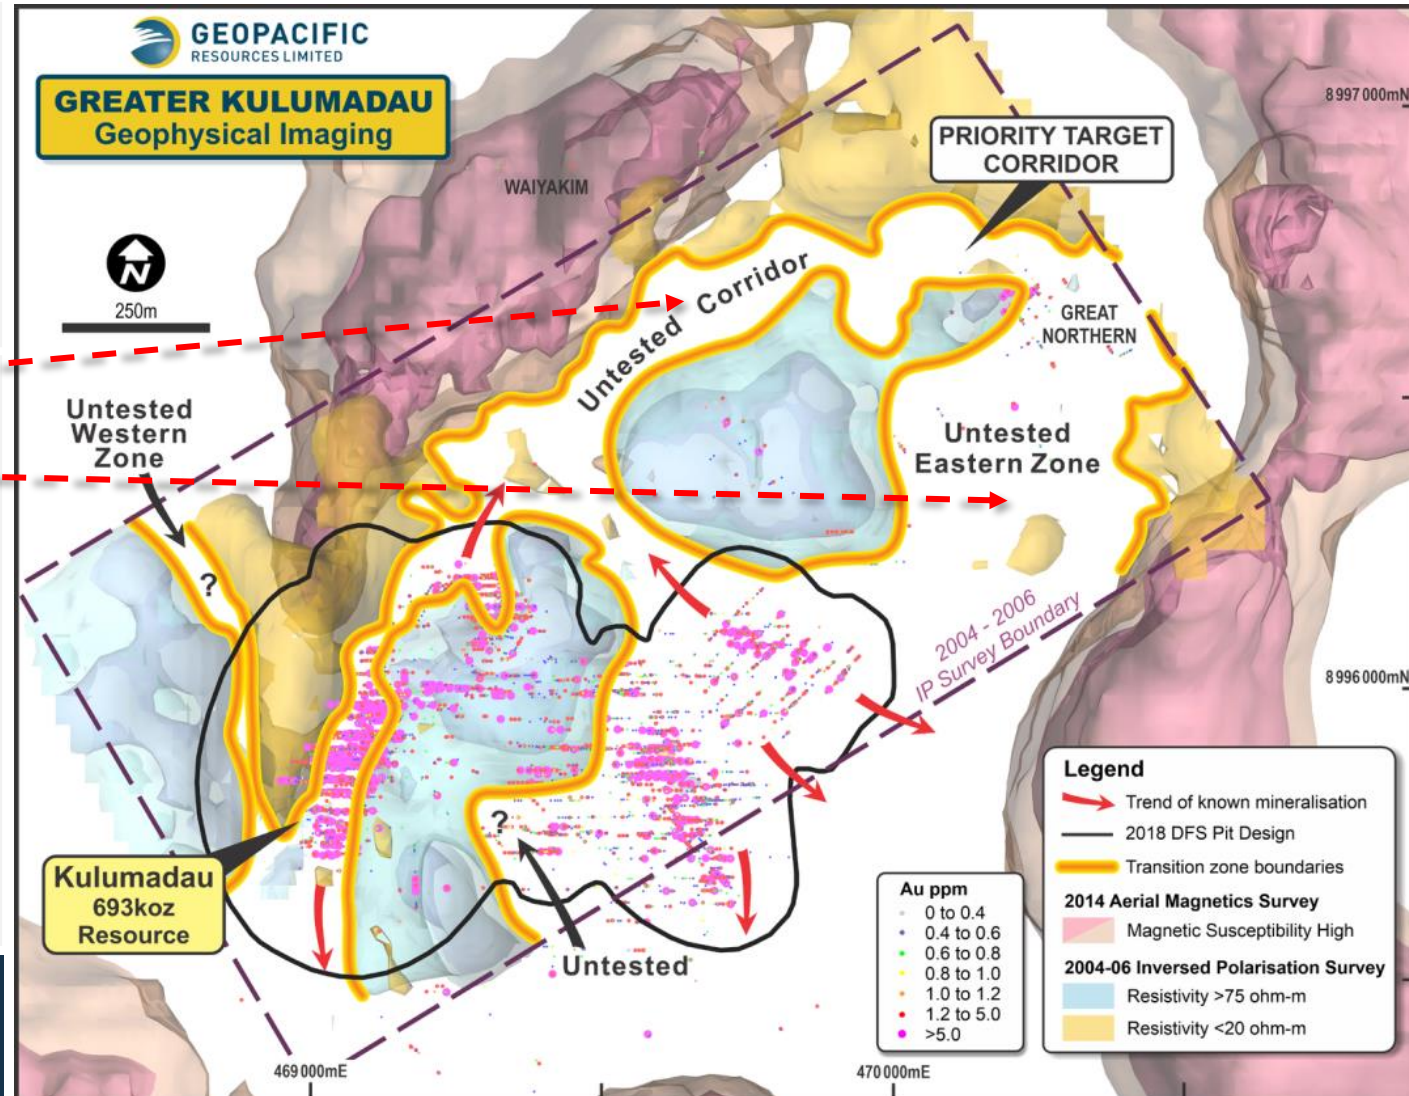 GEOPACIFIC
RESOURCES LIMITED
GREATER KULUMADAU
Geophysical Imaging
8 997 000mN
PRIORITY TARGET
CORRIDOR
WAIYAKIM
N
250m
Untested Corridor
GREAT
NORTHERN
Untested
Western
Zone
Untested
Eastern Zone
?
2004 - 2006
IP Survey Boundary
8 996 000mN
?
Kulumadau
693koz
Resource
Untested
Legend
Trend of known mineralisation
2018 DFS Pit Design
Transition zone boundaries
2014 Aerial Magnetics Survey
Magnetic Susceptibility High
2004-06 Inversed Polarisation Survey
Resistivity >75 ohm-m
Resistivity <20 ohm-m
Au ppm
0 to 0.4
0.4 to 0.6
0.6 to 0.8
0.8 to 1.0
1.0 to 1.2
1.2 to 5.0
>5.0
469 000mE
470 000mE